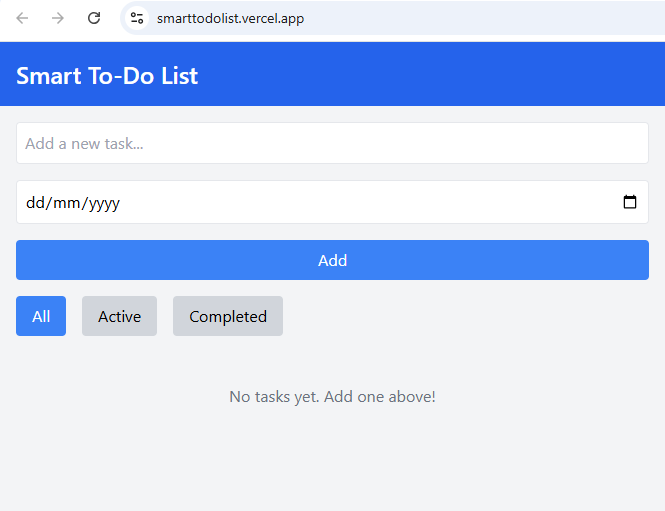 smarttodolist.vercel.app
Smart To-Do List
Add a new task...
dd/mm/yyyy
Add
All Active Completed
No tasks yet. Add one above!